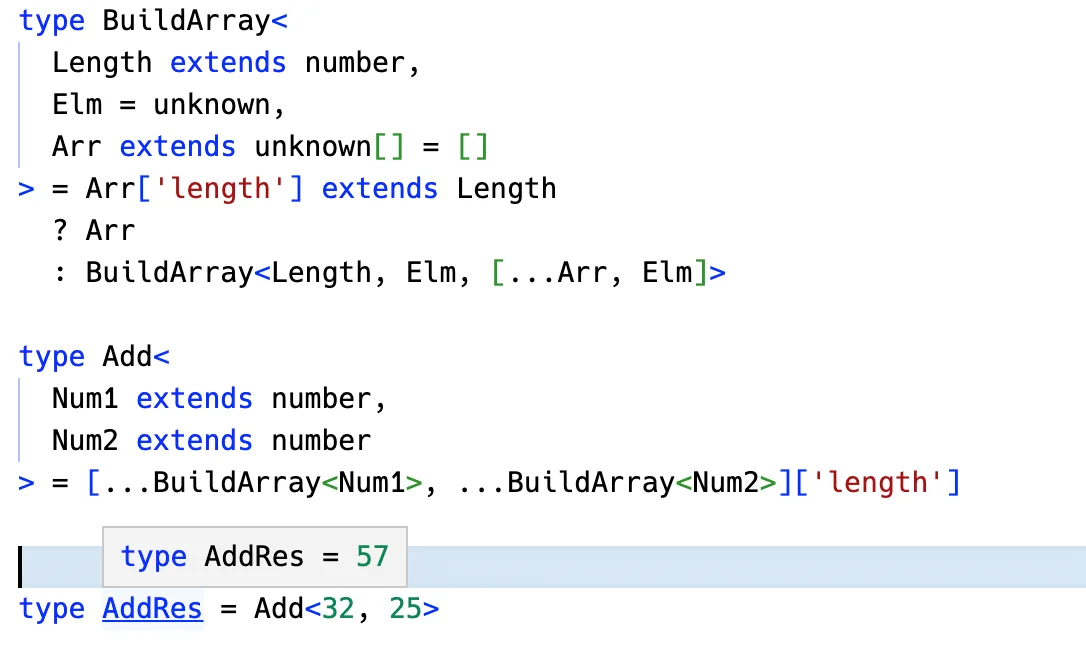 type BuildArray<
  Length extends number,
  Elm = unknown,
  Arr extends unknown[] = []
> = Arr['length'] extends Length
  ? Arr
  : BuildArray<Length, Elm, [...Arr, Elm]>
type Add<
  Num1 extends number,
  Num2 extends number
> = [...BuildArray<Num1>, ...BuildArray<Num2>]['length']
type AddRes = 57
type AddRes = Add<32, 25>